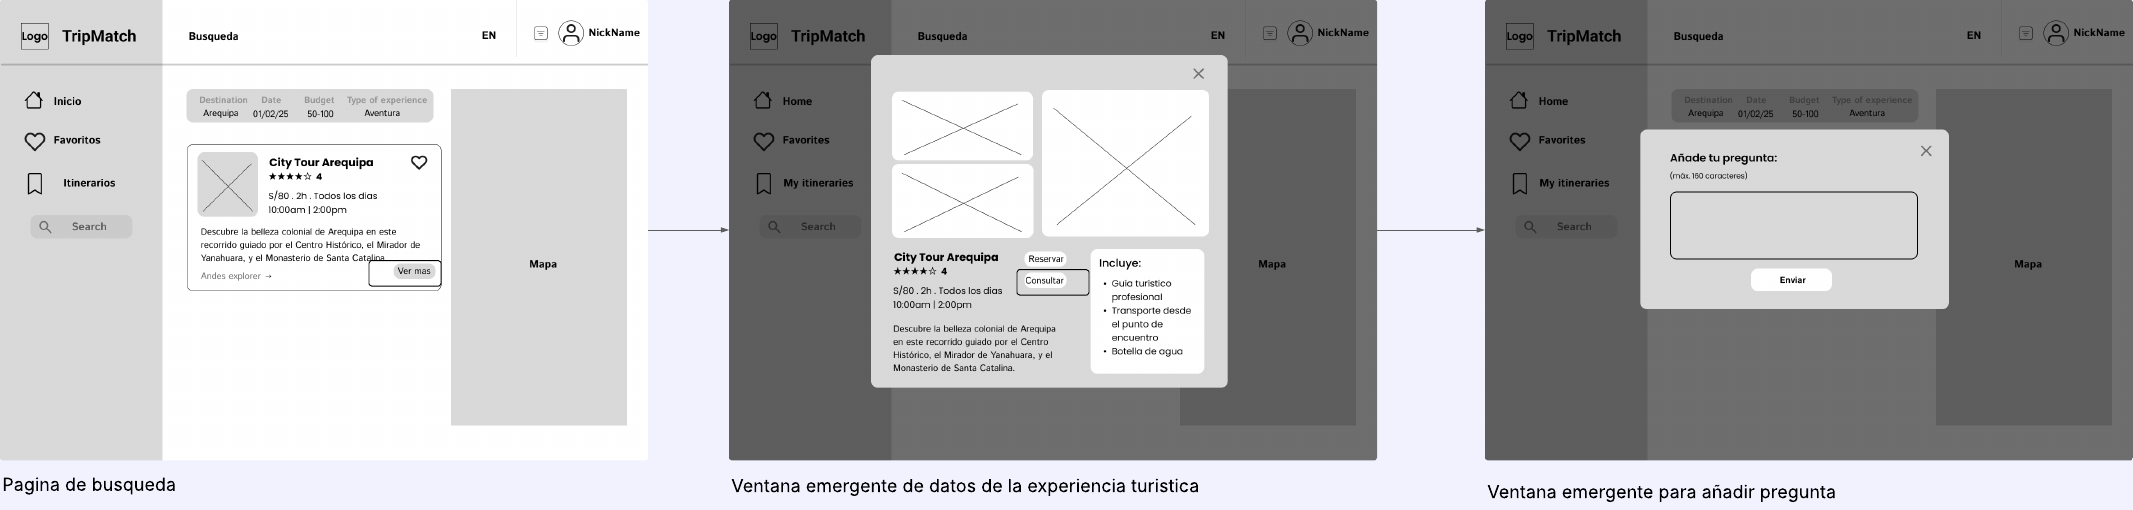 Logo TripMatch
Busqueda
EN
NickName
Inicio
Favoritos
Itinerarios
Search
Destination Date Budget Type of experience
Arequipa 01/02/25 50-100 Aventura
City Tour Arequipa
★★★★☆ 4
S/80 . 2h . Todos los dias
10:00am | 2:00pm
Descubre la belleza colonial de Arequipa en este
recorrido guiado por el Centro Histórico, el Mirador de
Yanahuara, y el Monasterio de Santa Catalina.
Andes explorer →
Ver mas
Mapa
Pagina de busqueda
Logo TripMatch
Busqueda
EN
NickName
Home
Favorites
My itineraries
Search
City Tour Arequipa
★★★★☆ 4
S/80 . 2h . Todos los dias
10:00am | 2:00pm
Reservar
Consultar
Descubre la belleza colonial de Arequipa
en este recorrido guiado por el Centro
Histórico, el Mirador de Yanahuara, y el
Monasterio de Santa Catalina.
Incluye:
• Guia turistico
profesional
• Transporte desde
el punto de
encuentro
• Botella de agua
Mapa
Ventana emergente de datos de la experiencia turistica
Logo TripMatch
Busqueda
EN
NickName
Home
Favorites
My itineraries
Search
Destination Date Budget Type of experience
Arequipa 01/02/25 50-100 Aventura
Añade tu pregunta:
(máx. 160 caracteres)
Enviar
Mapa
Ventana emergente para añadir pregunta